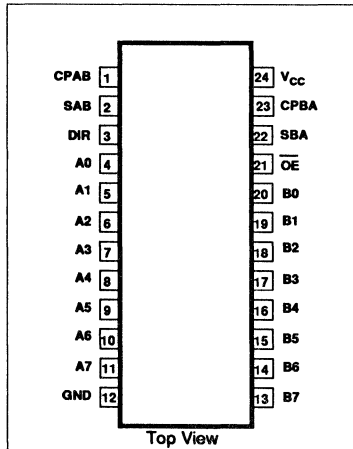 CPAB 1 24 VCC
SAB 2 23 CPBA
DIR 3 22 SBA
A0 4 21 O̅E̅
A1 5 20 B0
A2 6 19 B1
A3 7 18 B2
A4 8 17 B3
A5 9 16 B4
A6 10 15 B5
A7 11 14 B6
GND 12 13 B7
Top View